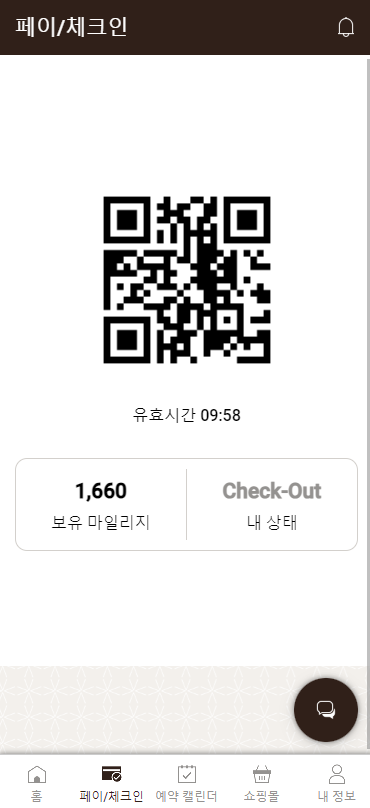 페이/체크인
유효시간 09:58
1,660
보유 마일리지
Check-Out
내 상태
홈
페이/체크인
예약 캘린더
쇼핑몰
내 정보